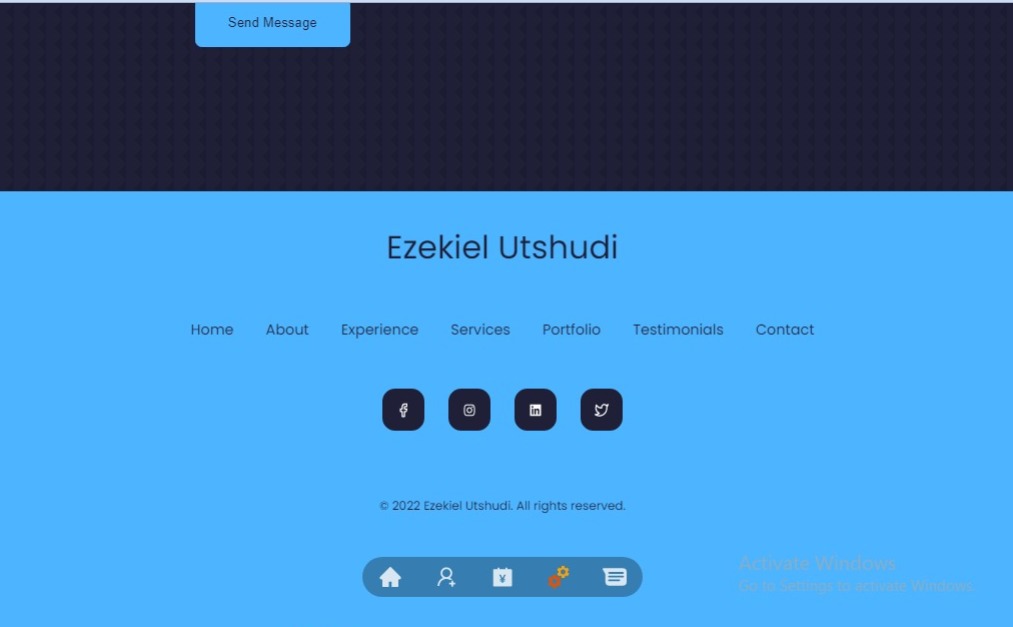 Send Message
Ezekiel Utshudi
Home About Experience Services Portfolio Testimonials Contact
© 2022 Ezekiel Utshudi. All rights reserved.
Activate Windows
Go to Settings to activate Windows.